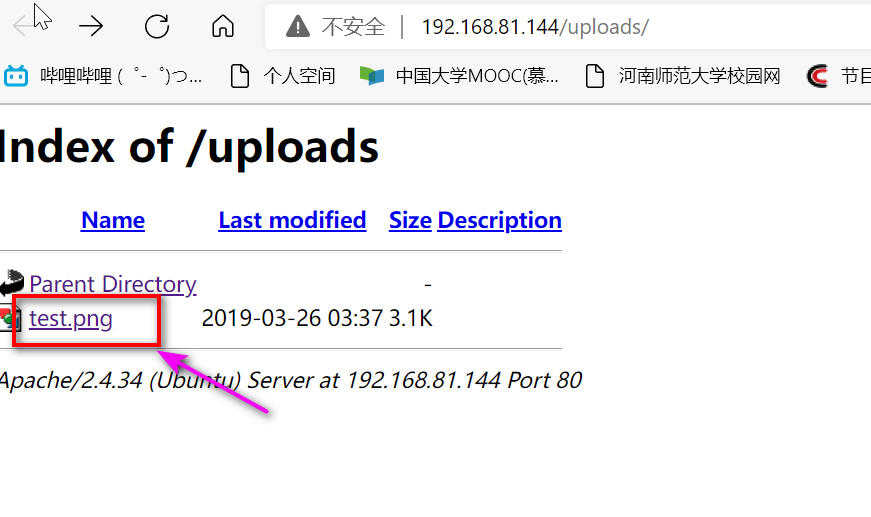 不安全 | 192.168.81.144/uploads/
哔哩哔哩 ( ゜- ゜)つ... 个人空间 中国大学MOOC(慕... 河南师范大学校园网 节目
Index of /uploads
Name Last modified Size Description
Parent Directory -
test.png 2019-03-26 03:37 3.1K
Apache/2.4.34 (Ubuntu) Server at 192.168.81.144 Port 80